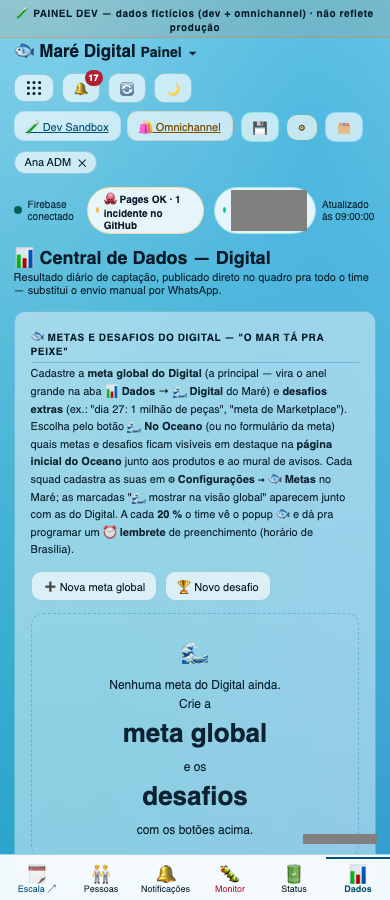 PAINEL DEV — dados fictícios (dev + omnichannel) · não reflete
produção
Maré Digital Painel
17
Dev Sandbox
Omnichannel
Ana ADM ×
Firebase
conectado
Pages OK · 1
incidente no
GitHub
Atualizado
às 09:00:00
Central de Dados — Digital
Resultado diário de captação, publicado direto no quadro pra todo o time
— substitui o envio manual por WhatsApp.
METAS E DESAFIOS DO DIGITAL — "O MAR TÁ PRA
PEIXE"
Cadastre a meta global do Digital (a principal — vira o anel
grande na aba Dados → Digital do Maré) e desafios
extras (ex.: "dia 27: 1 milhão de peças", "meta de Marketplace").
Escolha pelo botão No Oceano (ou no formulário da meta)
quais metas e desafios ficam visíveis em destaque na página
inicial do Oceano junto aos produtos e ao mural de avisos. Cada
squad cadastra as suas em Configurações → Metas no
Maré; as marcadas "mostrar na visão global" aparecem junto
com as do Digital. A cada 20 % o time vê o popup e dá pra
programar um lembrete de preenchimento (horário de
Brasília).
Nova meta global
Novo desafio
Nenhuma meta do Digital ainda.
Crie a
meta global
e os
desafios
com os botões acima.
Escala ↗
Pessoas
Notificações
Monitor
Status
Dados